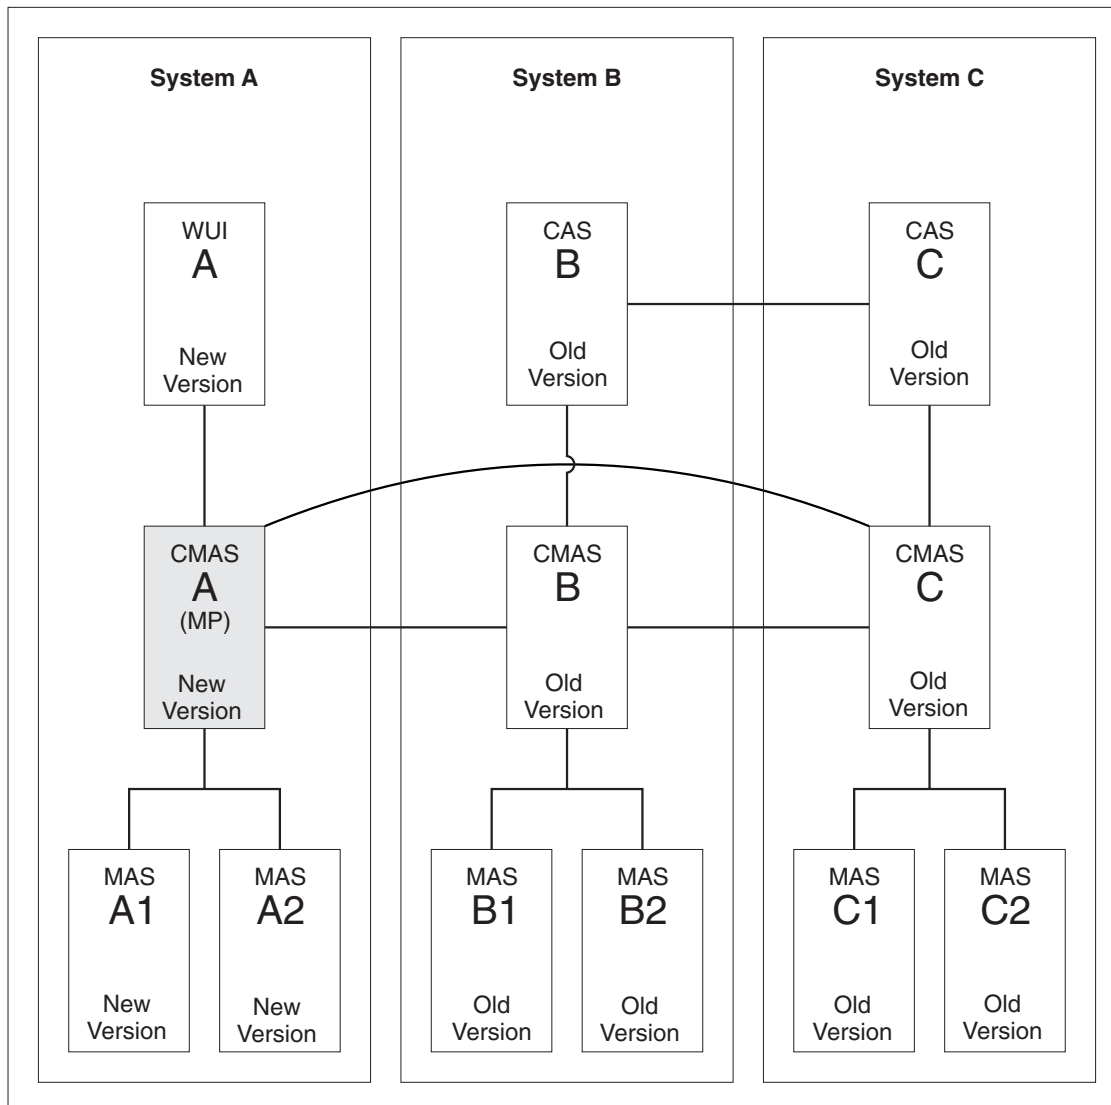 System A
System B
System C
WUI
A
New
Version
CAS
B
Old
Version
CAS
C
Old
Version
CMAS
A
(MP)
New
Version
CMAS
B
Old
Version
CMAS
C
Old
Version
MAS
A1
New
Version
MAS
A2
New
Version
MAS
B1
Old
Version
MAS
B2
Old
Version
MAS
C1
Old
Version
MAS
C2
Old
Version